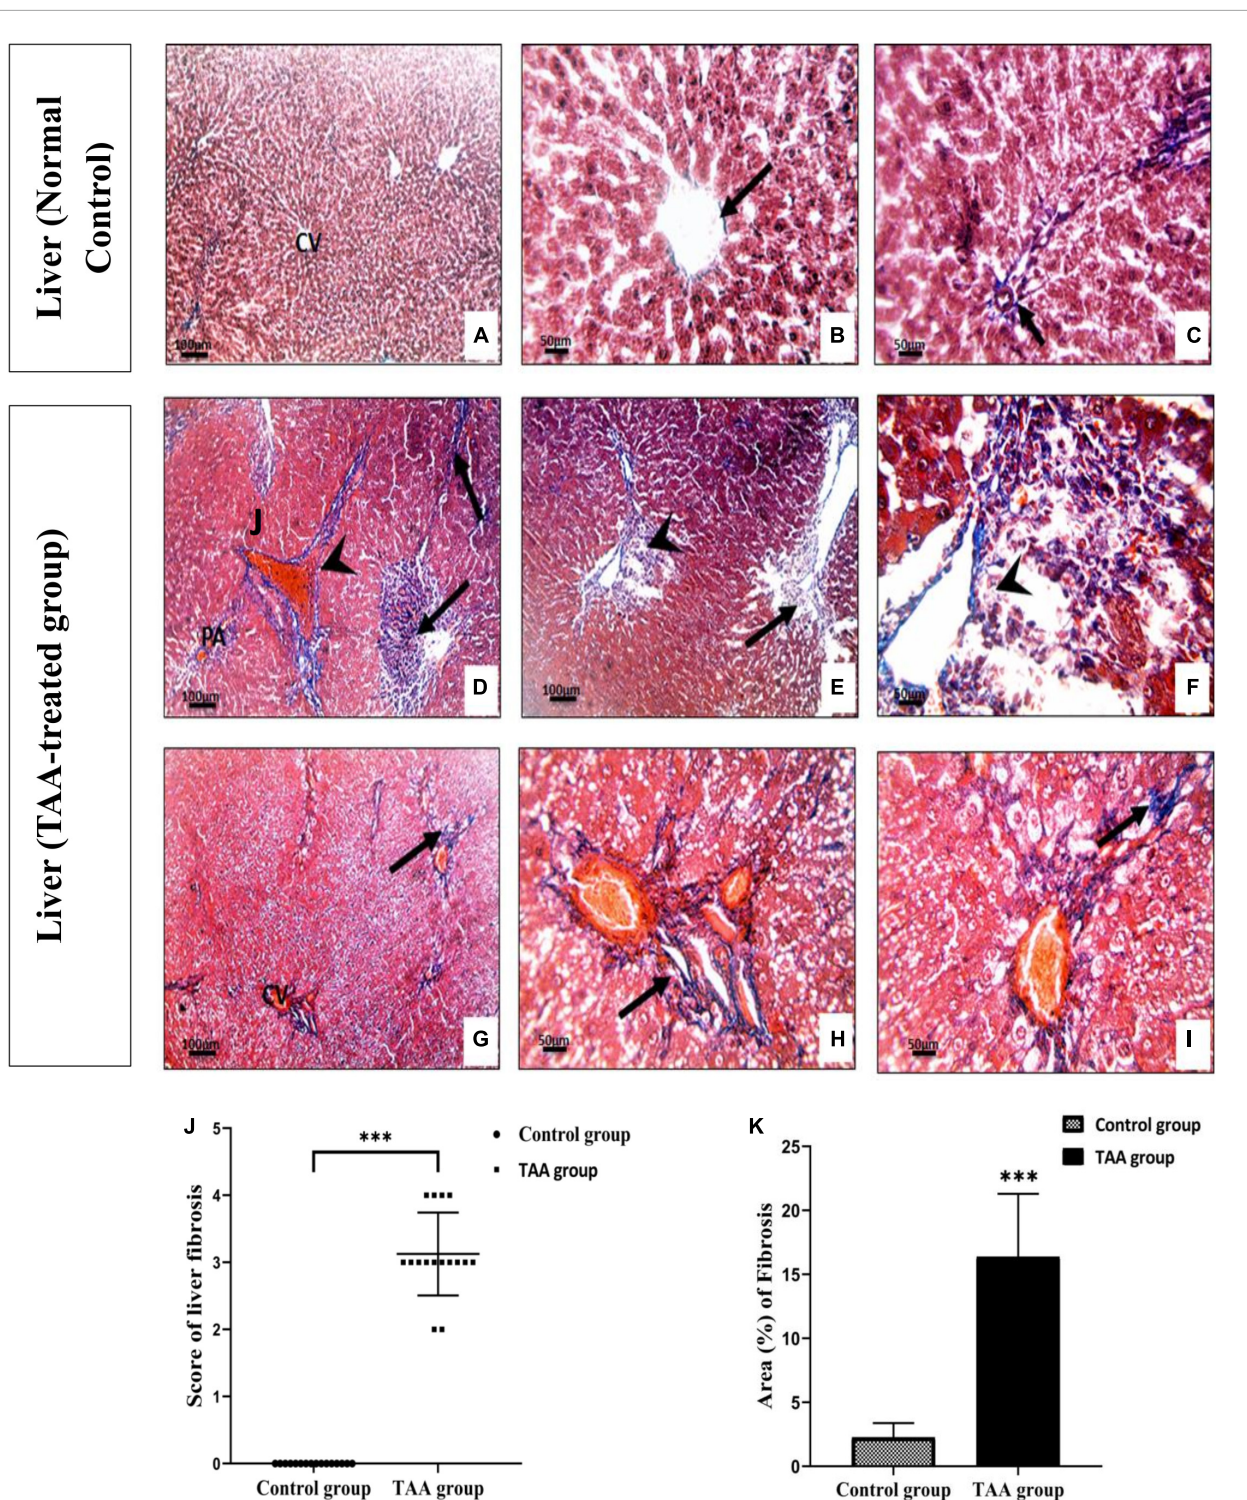 Liver (Normal
Control)
CV
100µm
A
50µm
B
50µm
C
Liver (TAA-treated group)
J
PA
100µm
D
100µm
E
50µm
F
CV
100µm
G
50µm
H
50µm
I
J
Score of liver fibrosis
5
4
3
2
1
0
***
Control group
TAA group
Control group
TAA group
K
Area (%) of Fibrosis
25
20
15
10
5
0
***
Control group
TAA group
Control group
TAA group